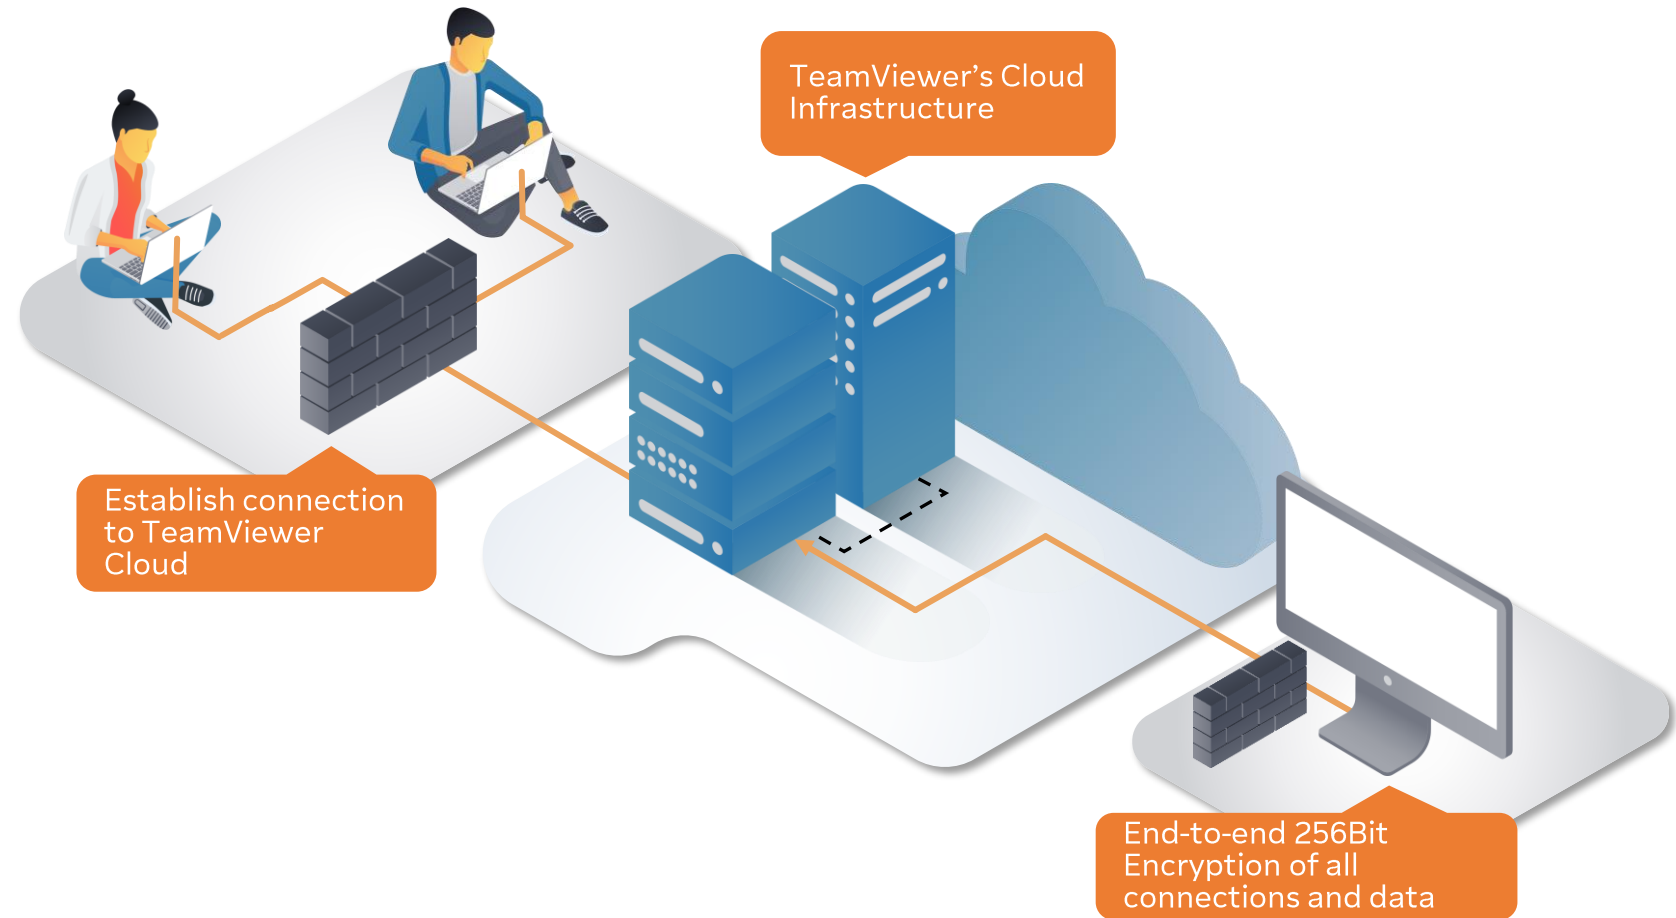 TeamViewer’s Cloud
Infrastructure
Establish connection
to TeamViewer
Cloud
End-to-end 256Bit
Encryption of all
connections and data